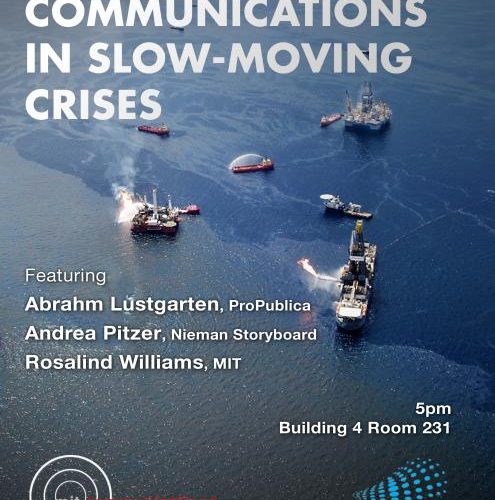 COMMUNICATIONS
IN SLOW-MOVING
CRISES
Featuring
Abrahm Lustgarten, ProPublica
Andrea Pitzer, Nieman Storyboard
Rosalind Williams, MIT
5pm
Building 4 Room 231
mit